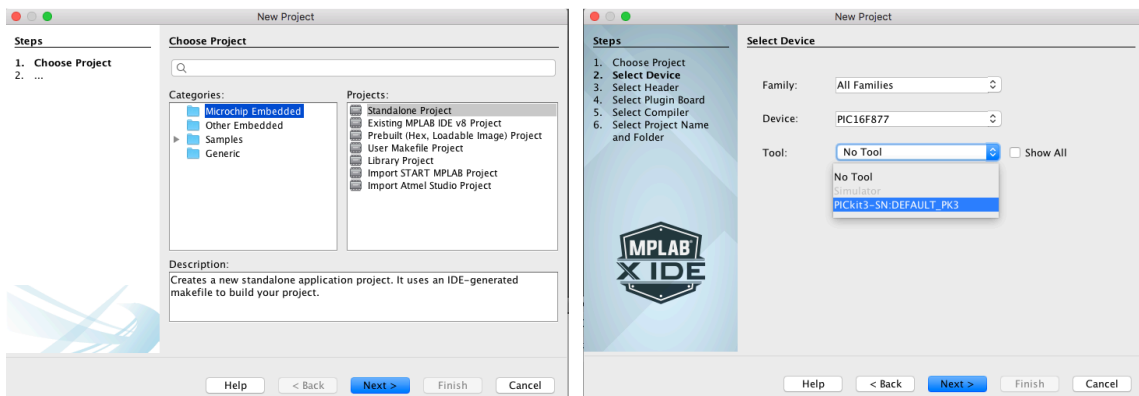 New Project
Steps
1. Choose Project
2. ...
Choose Project
Categories:
Microchip Embedded
Other Embedded
Samples
Generic
Projects:
Standalone Project
Existing MPLAB IDE v8 Project
Prebuilt (Hex, Loadable Image) Project
User Makefile Project
Library Project
Import START MPLAB Project
Import Atmel Studio Project
Description:
Creates a new standalone application project. It uses an IDE-generated
makefile to build your project.
Help
< Back
Next >
Finish
Cancel
New Project
Steps
1. Choose Project
2. Select Device
3. Select Header
4. Select Plugin Board
5. Select Compiler
6. Select Project Name
and Folder
MPLAB
X IDE
Select Device
Family: All Families
Device: PIC16F877
Tool: No Tool Show All
No Tool
Simulator
PICkit3-SN:DEFAULT_PK3
Help
< Back
Next >
Finish
Cancel